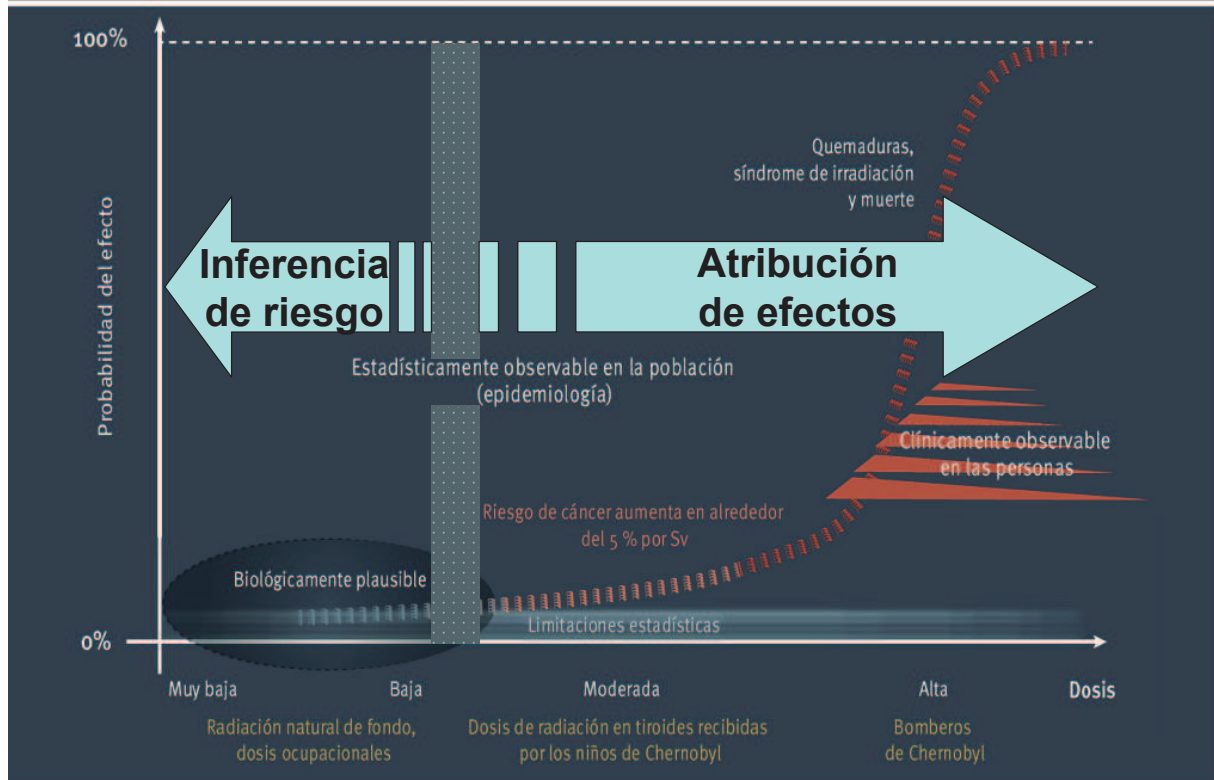 100%
Probabilidad del efecto
Quemaduras,
síndrome de irradiación
y muerte
Inferencia
de riesgo
Atribución
de efectos
Estadísticamente observable en la población
(epidemiología)
Clínicamente observable
en las personas
Riesgo de cáncer aumenta en alrededor
del 5 % por Sv
Biológicamente plausible
Limitaciones estadísticas
0%
Muy baja
Baja
Moderada
Alta
Dosis
Radiación natural de fondo,
dosis ocupacionales
Dosis de radiación en tiroides recibidas
por los niños de Chernobyl
Bomberos
de Chernobyl